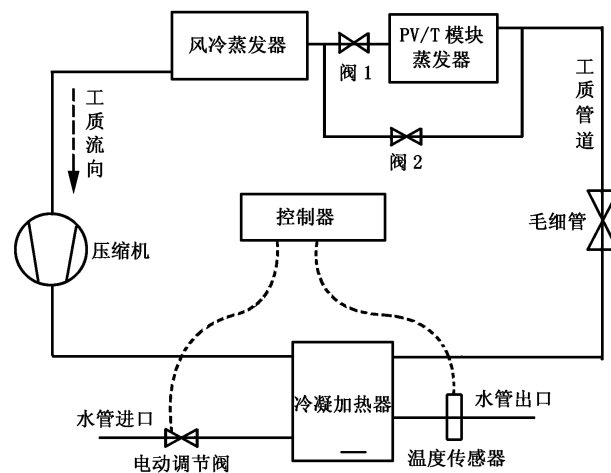 风冷蒸发器
阀 1
PV/T 模块
蒸发器
阀 2
工质流向
工质管道
控制器
毛细管
压缩机
冷凝加热器
水管进口
水管出口
电动调节阀
温度传感器